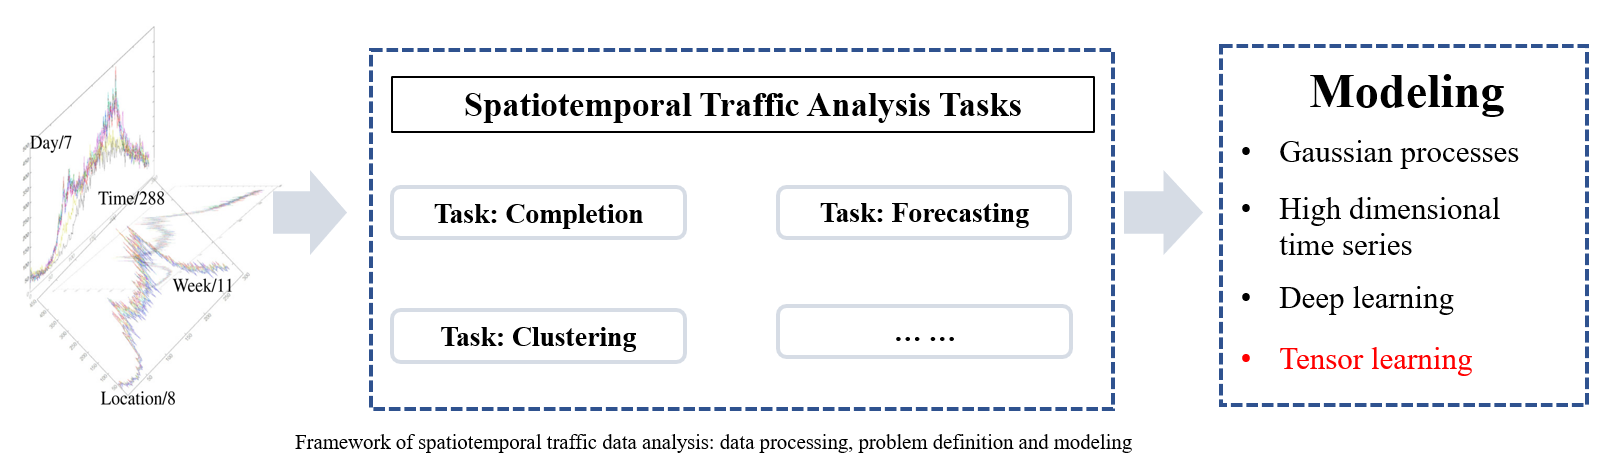 Day/7
Time/288
Week/11
Location/8
Spatiotemporal Traffic Analysis Tasks
Task: Completion
Task: Forecasting
Task: Clustering
... ...
Modeling
• Gaussian processes
• High dimensional
time series
• Deep learning
• Tensor learning
Framework of spatiotemporal traffic data analysis: data processing, problem definition and modeling